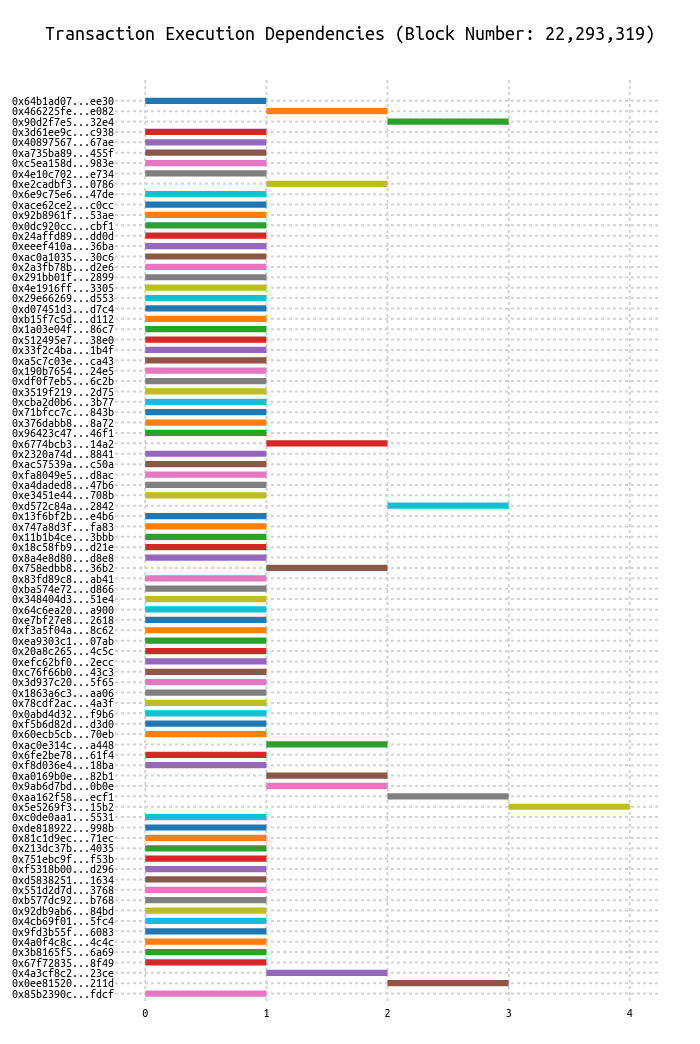 Transaction Execution Dependencies (Block Number: 22,293,319)
0x64b1ad07...ee30
0x466225fe...e082
0x90d2f7e5...32e4
0x3d61ee9c...c938
0x40897567...67ae
0xa735ba89...455f
0xc5ea158d...983e
0x4e10c702...e734
0xe2cadbf3...0786
0x6e9c75e6...47de
0xace62ce2...c0cc
0x92b8961f...53ae
0x0dc920cc...cbf1
0x24affd89...dd0d
0xeeef410a...36ba
0xac0a1035...30c6
0x2a3fb78b...d2e6
0x291bb01f...2899
0x4e1916ff...3305
0x29e66269...d553
0xd07451d3...d7c4
0xb15f7c5d...d112
0x1a03e04f...86c7
0x512495e7...38e0
0x33f2c4ba...1b4f
0xa5c7c03e...ca43
0x190b7654...24e5
0xdf0f7eb5...6c2b
0x3519f219...2d75
0xcba2d0b6...3b77
0x71bfcc7c...843b
0x376dabb8...8a72
0x96423c47...46f1
0x6774bcb3...14a2
0x2320a74d...8841
0xac57539a...c50a
0xfa8049e5...d8ac
0xa4daded8...47b6
0xe3451e44...708b
0xd572c84a...2842
0x13f6bf2b...e4b6
0x747a8d3f...fa83
0x11b1b4ce...3bbb
0x18c58fb9...d21e
0x8a4e8d80...d8e8
0x758edbb8...36b2
0x83fd89c8...ab41
0xba574e72...d866
0x348404d3...51e4
0x64c6ea20...a900
0xe7bf27e8...2618
0xf3a5f04a...8c62
0xea9303c1...07ab
0x20a8c265...4c5c
0xefc62bf0...2ecc
0xc76f66b0...43c3
0x3d937c20...5f65
0x1863a6c3...aa06
0x78cdf2ac...4a3f
0x0abd4d32...f9b6
0xf5b6d82d...d3d0
0x60ecb5cb...70eb
0xac0e314c...a448
0x6fe2be78...61f4
0xf8d036e4...18ba
0xa0169b0e...82b1
0x9ab6d7bd...0b0e
0xaa162f58...ecf1
0x5e5269f3...15b2
0xc0de0aa1...5531
0xde818922...998b
0x81c1d9ec...71ec
0x213dc37b...4035
0x751ebc9f...f53b
0xf5318b00...d296
0xd5838251...1634
0x551d2d7d...3768
0xb577dc92...b768
0x92db9ab6...84bd
0x4cb69f01...5fc4
0x9fd3b55f...6083
0x4a0f4c8c...4c4c
0x3b8165f5...6a69
0x67f72835...8f49
0x4a3cf8c2...23ce
0x0ee81520...211d
0x85b2390c...fdcf
0 1 2 3 4